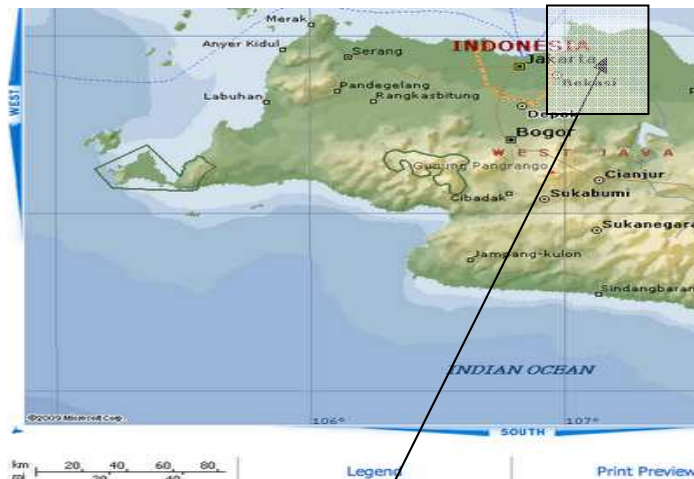 Merak
Anyer Kidul
Serang
INDONESIA
Jakarta
Bekasi
Pandegelang
Labuhan
Rangkasbitung
Depok
Bogor
WEST JAVA
Gunung Pangrango
Cianjur
Cibadak
Sukabumi
Sukanegara
Jampang-kulon
Sindangbaran
INDIAN OCEAN
©2009 Microsoft Corp.
106°
107°
WEST
SOUTH
km 20 40 60 80
mi 20 40
Legend
Print Preview